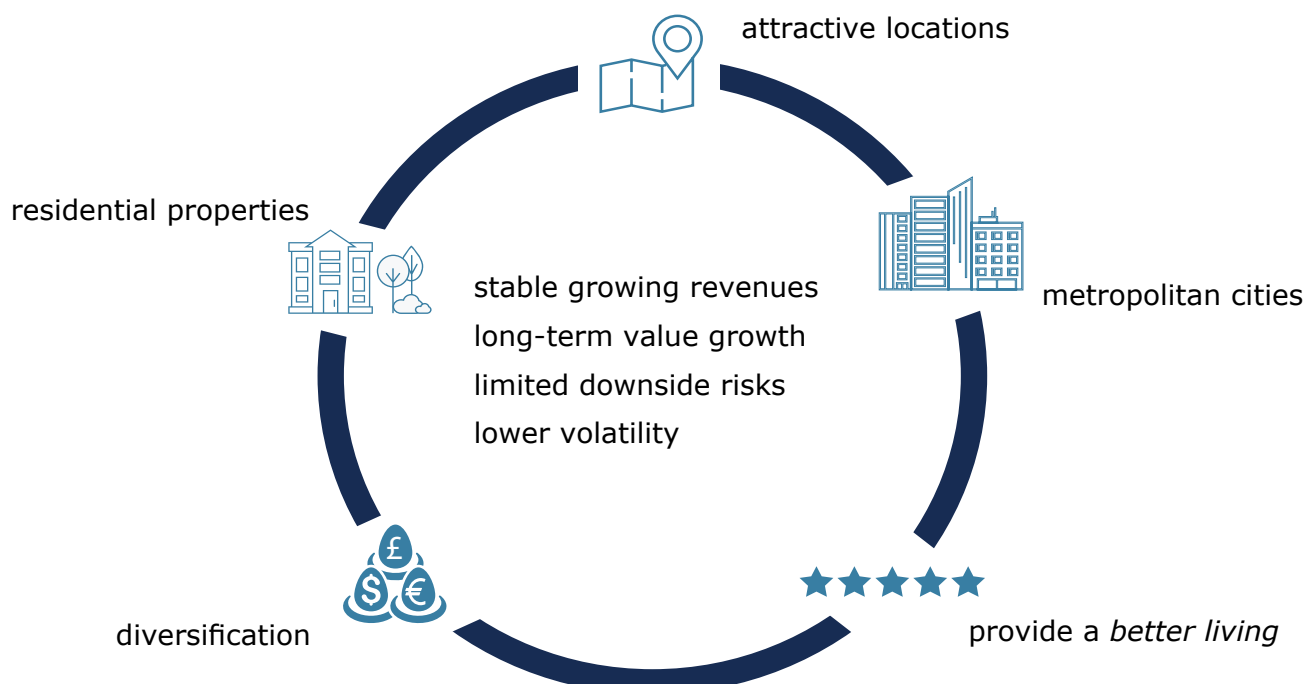 attractive locations
residential properties
metropolitan cities
stable growing revenues
long-term value growth
limited downside risks
lower volatility
£
$
€
diversification
provide a better living